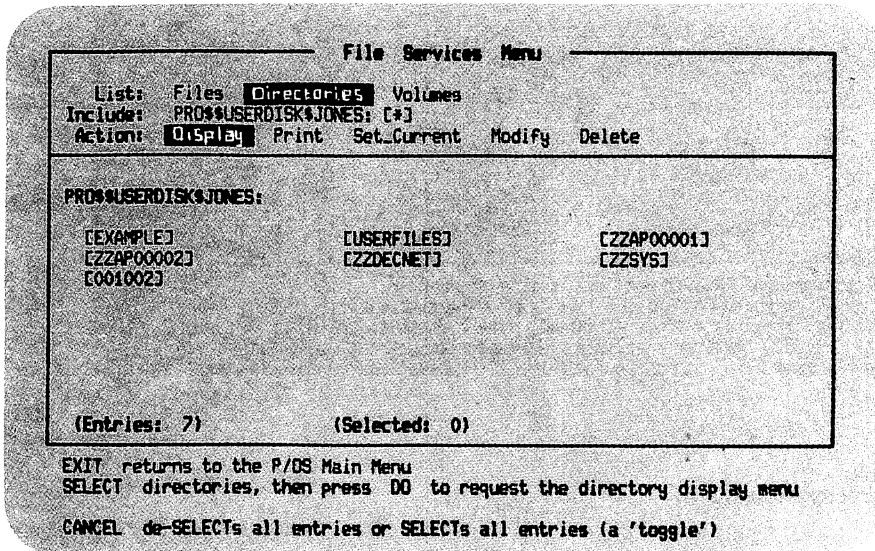 File Services Menu
List: Files Directories Volumes
Include: PRO$$USERDISK$JONES: [*]
Action: Display Print Set_Current Modify Delete
PRO$$USERDISK$JONES:
[EXAMPLE] [USERFILES] [ZZAP00001]
[ZZAP00002] [ZZDECNET] [ZZSYS]
[001002]
(Entries: 7) (Selected: 0)
EXIT returns to the P/OS Main Menu
SELECT directories, then press DO to request the directory display menu
CANCEL de-SELECTs all entries or SELECTs all entries (a 'toggle')